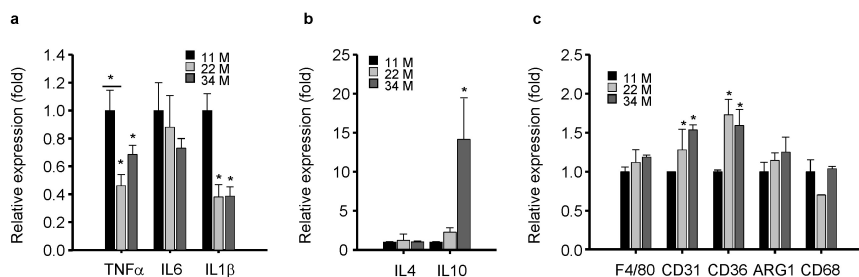 a
Relative expression (fold)
1.4
1.2
1.0
0.8
0.6
0.4
0.2
0.0
11 M
22 M
34 M
*
*
*
*
*
TNFα IL6 IL1β
b
Relative expression (fold)
25
20
15
10
5
0
11 M
22 M
34 M
*
IL4 IL10
c
Relative expression (fold)
2.5
2.0
1.5
1.0
0.5
0.0
11 M
22 M
34 M
*
*
*
*
F4/80 CD31 CD36 ARG1 CD68